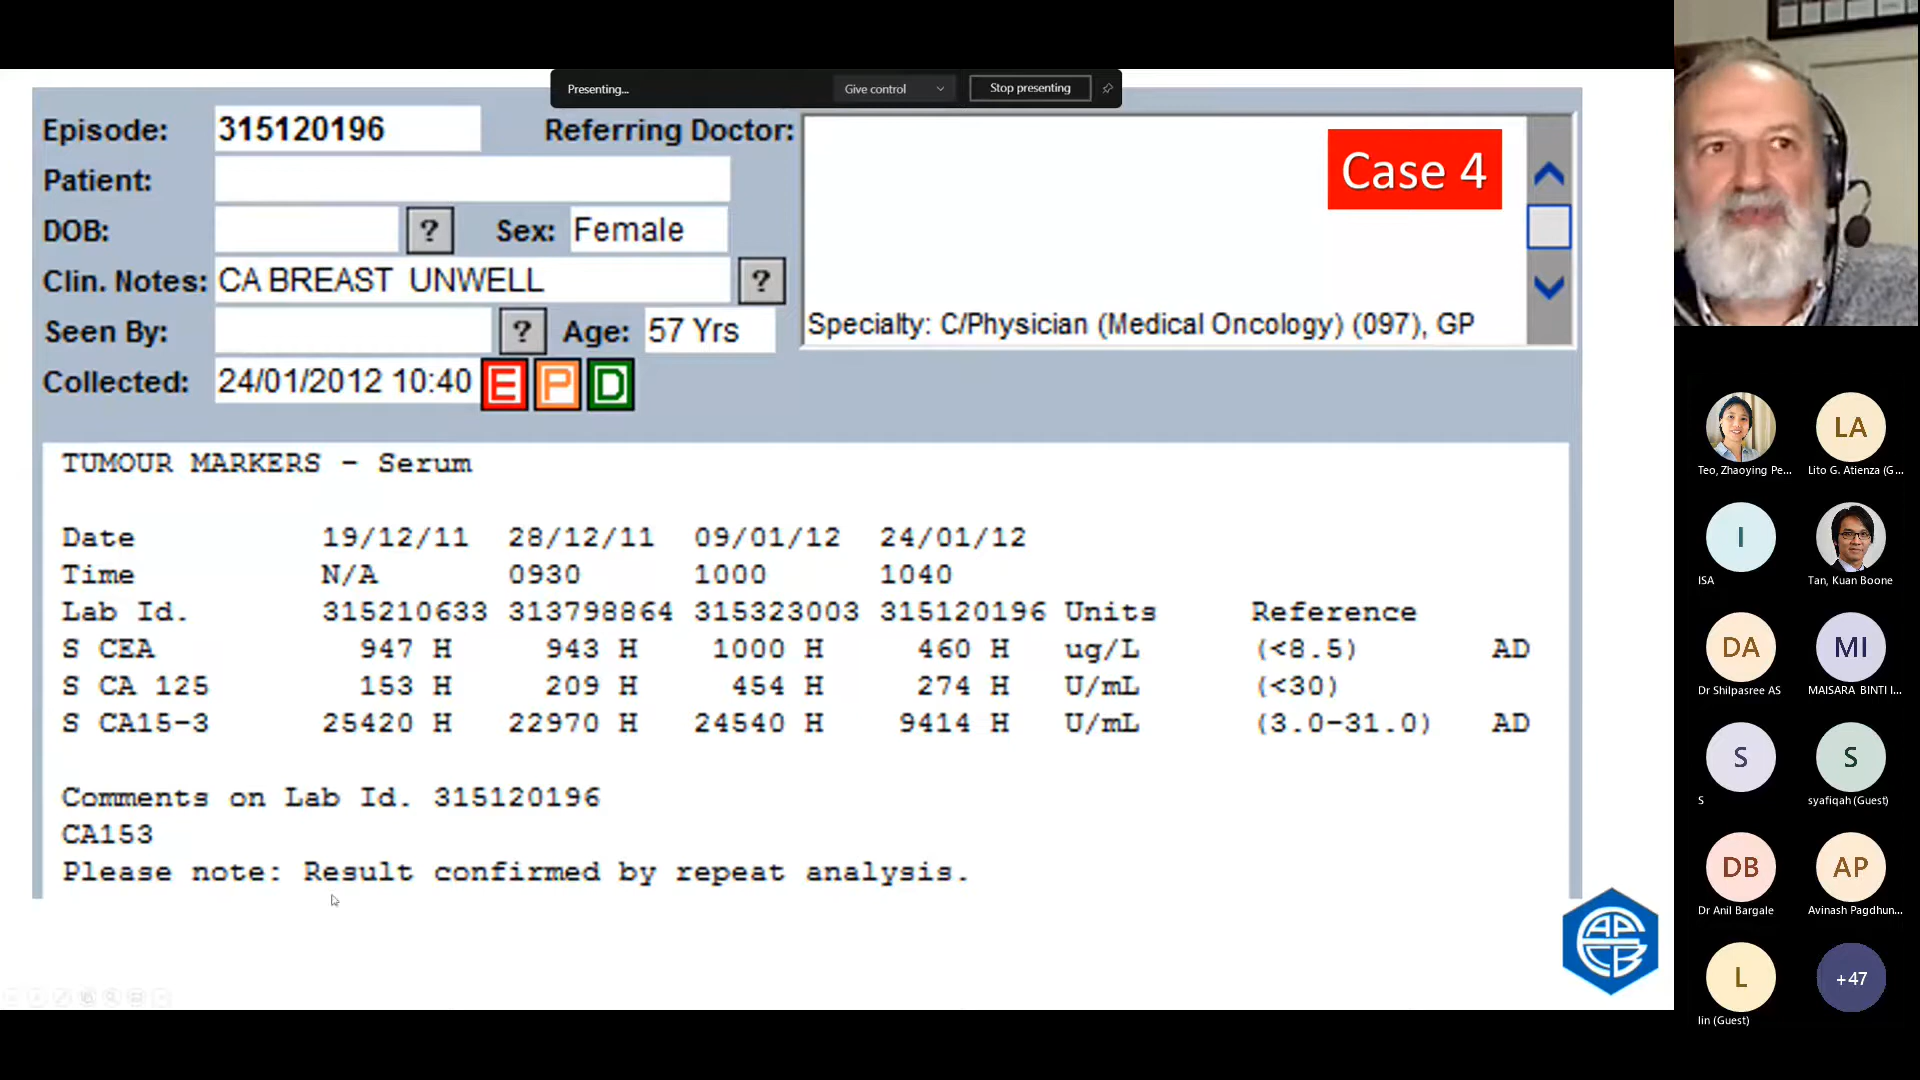 Presenting...
Give control
Stop presenting
Episode: 315120196 Referring Doctor:
Case 4
Patient:
DOB: ? Sex: Female
Clin. Notes: CA BREAST UNWELL ?
Seen By: ? Age: 57 Yrs
Specialty: C/Physician (Medical Oncology) (097), GP
Collected: 24/01/2012 10:40 E P D
TUMOUR MARKERS - Serum
Date 19/12/11 28/12/11 09/01/12 24/01/12
Time N/A 0930 1000 1040
Lab Id. 315210633 313798864 315323003 315120196 Units Reference
S CEA 947 H 943 H 1000 H 460 H ug/L (<8.5) AD
S CA 125 153 H 209 H 454 H 274 H U/mL (<30)
S CA15-3 25420 H 22970 H 24540 H 9414 H U/mL (3.0-31.0) AD
Comments on Lab Id. 315120196
CA153
Please note: Result confirmed by repeat analysis.
APFCB
Teo, Zhaoying Pe...
LA
Lito G. Atienza (G...
I
ISA
Tan, Kuan Boone
DA
Dr Shilpasree AS
MI
MAISARA BINTI I...
S
S
S
syafiqah (Guest)
DB
Dr Anil Bargale
AP
Avinash Pagdhun...
L
lin (Guest)
+47